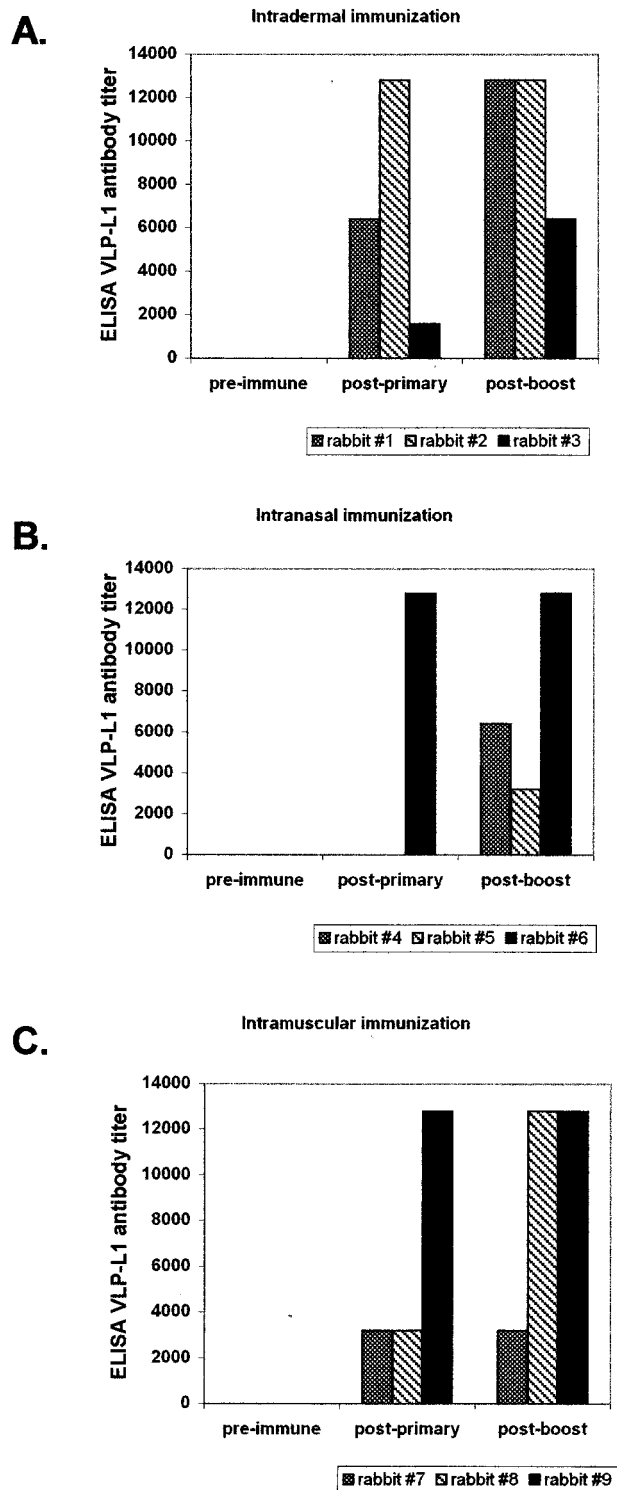 A.
Intradermal immunization
ELISA VLP-L1 antibody titer
14000
12000
10000
8000
6000
4000
2000
0
pre-immune post-primary post-boost
rabbit #1 rabbit #2 rabbit #3
B.
Intranasal immunization
ELISA VLP-L1 antibody titer
14000
12000
10000
8000
6000
4000
2000
0
pre-immune post-primary post-boost
rabbit #4 rabbit #5 rabbit #6
C.
Intramuscular immunization
ELISA VLP-L1 antibody titer
14000
12000
10000
8000
6000
4000
2000
0
pre-immune post-primary post-boost
rabbit #7 rabbit #8 rabbit #9